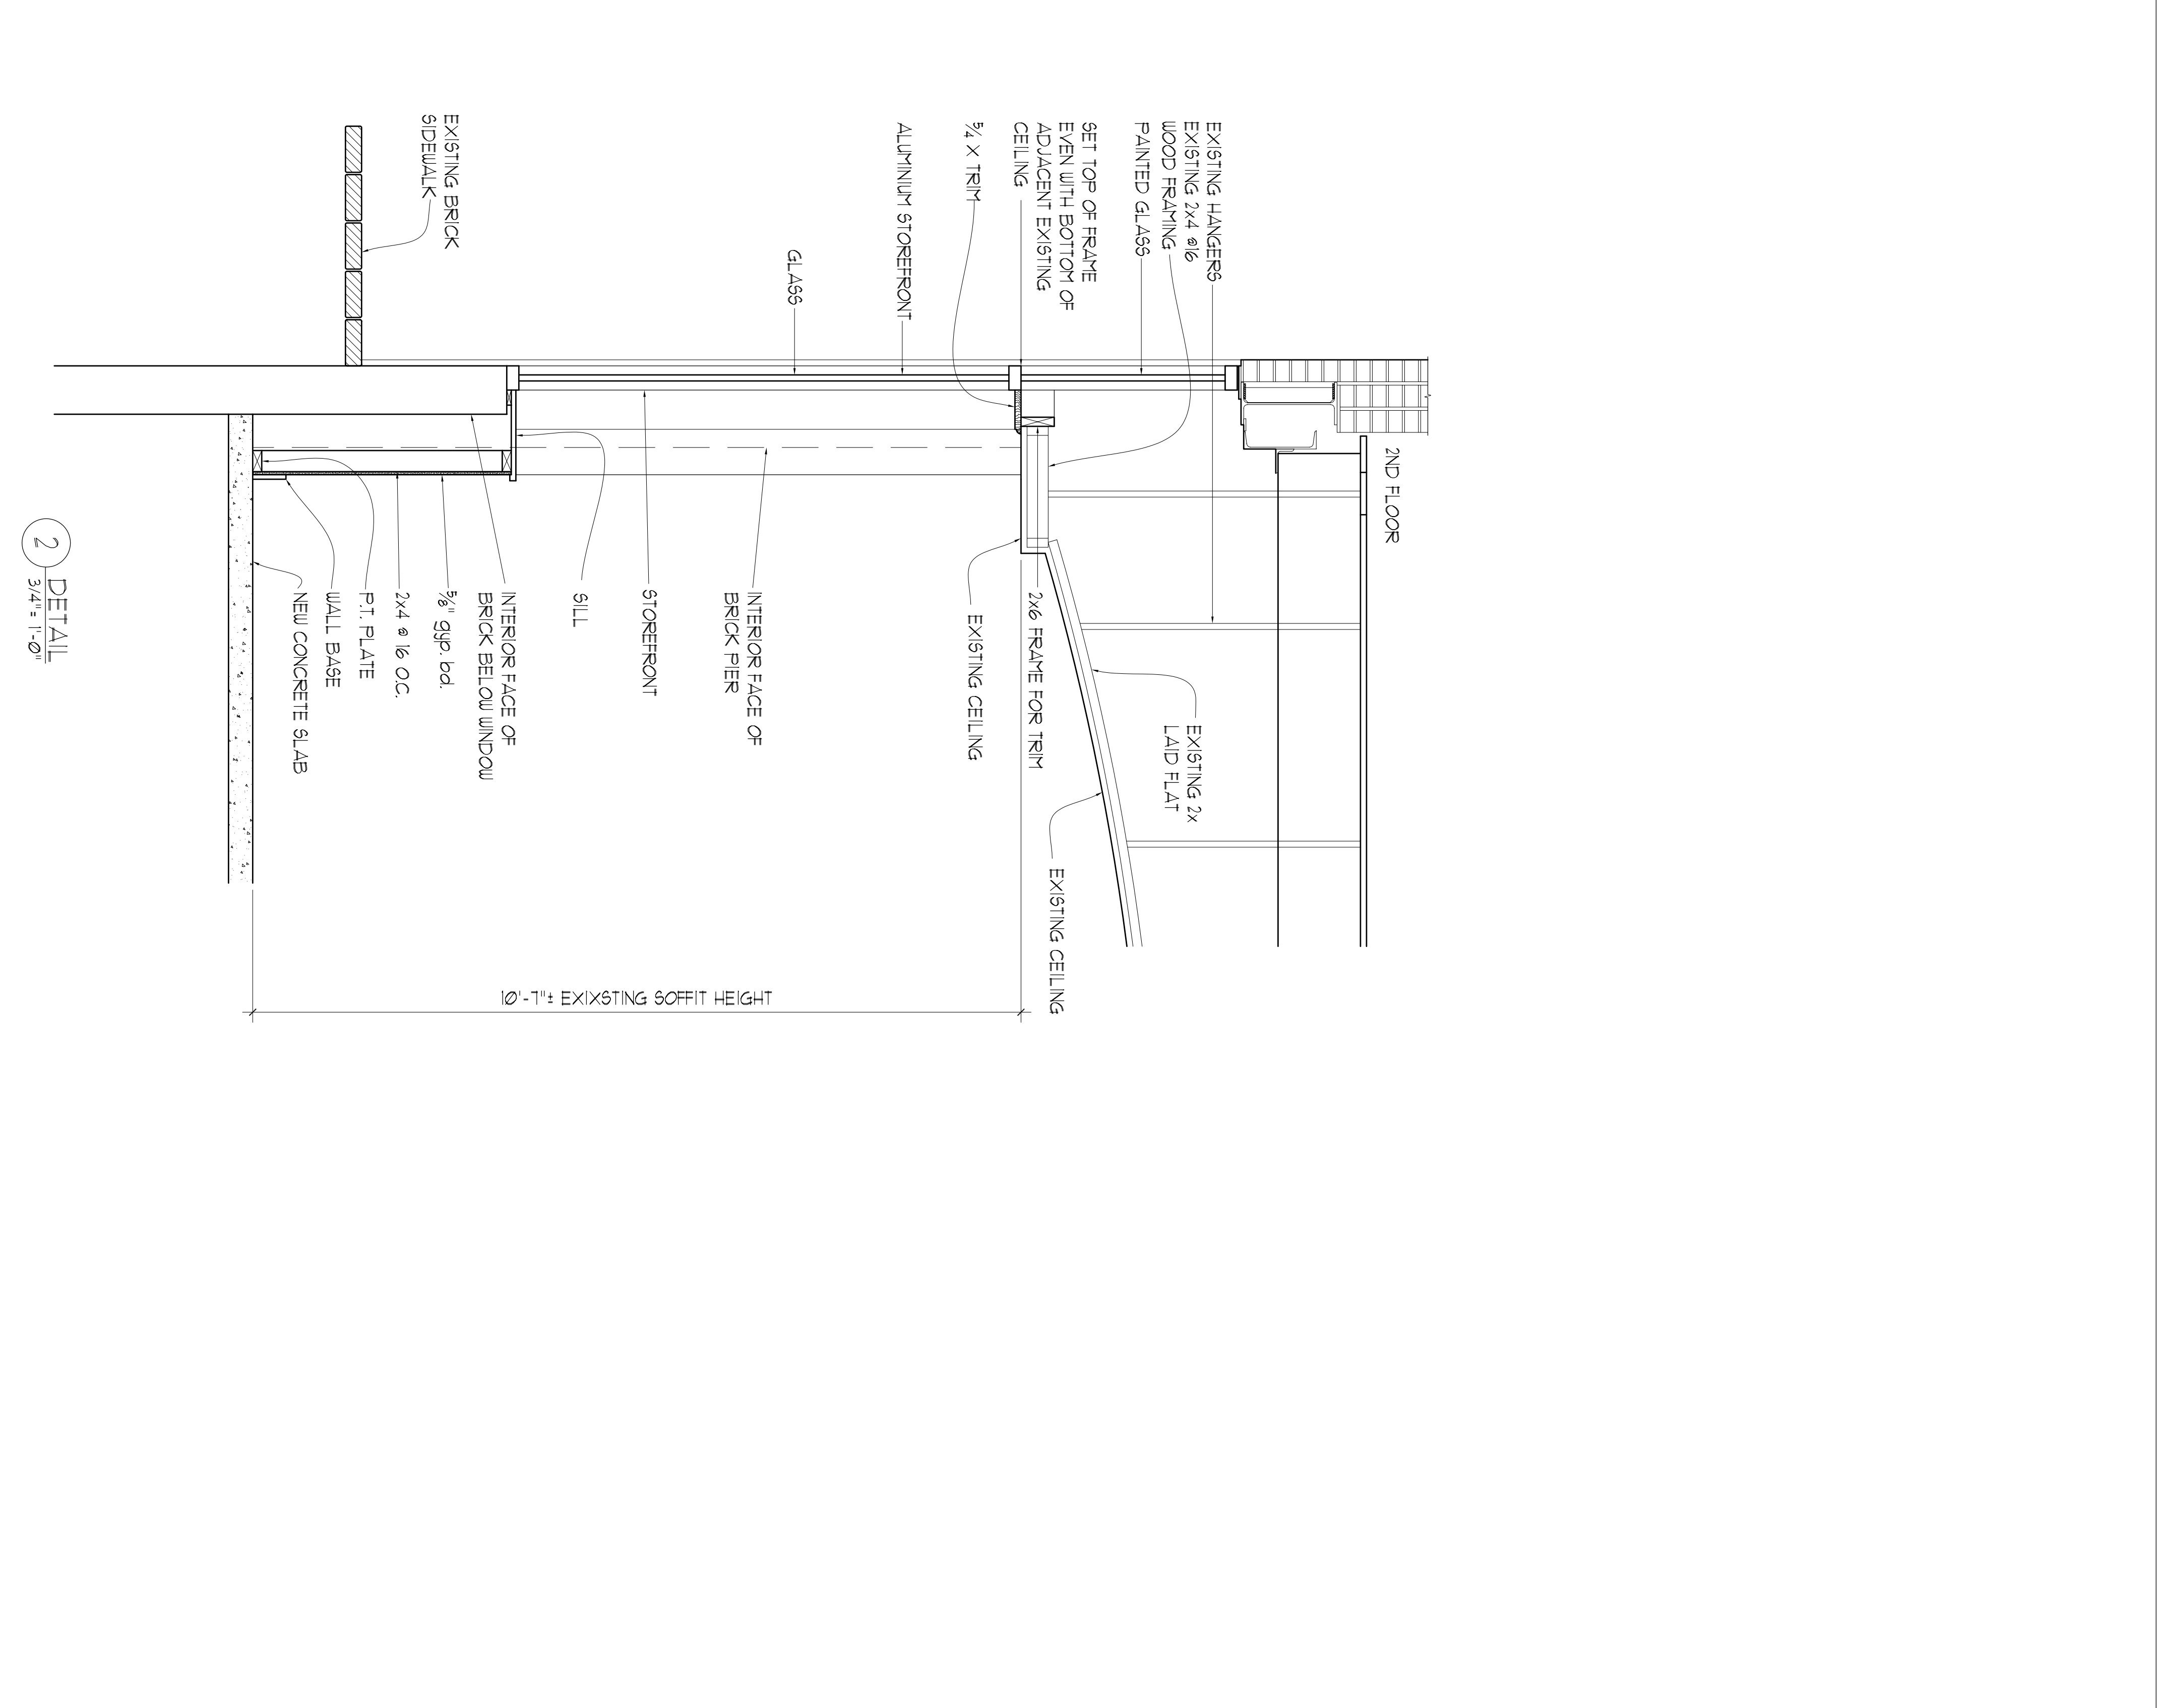 2ND FLOOR
EXISTING HANGERS
EXISTING 2x4 @16
WOOD FRAMING
PAINTED GLASS
SET TOP OF FRAME
EVEN WITH BOTTOM OF
ADJACENT EXISTING
CEILING
5/4 X TRIM
ALUMINIUM STOREFRONT
GLASS
EXISTING BRICK
SIDEWALK
EXISTING 2x
LAID FLAT
EXISTING CEILING
2x6 FRAME FOR TRIM
EXISTING CEILING
INTERIOR FACE OF
BRICK PIER
STOREFRONT
SILL
INTERIOR FACE OF
BRICK BELOW WINDOW
5/8" gyp. bd.
2x4 @ 16 O.C.
P.T. PLATE
WALL BASE
NEW CONCRETE SLAB
10'-7"± EXIXSTING SOFFIT HEIGHT
2
DETAIL
3/4" = 1'-0"